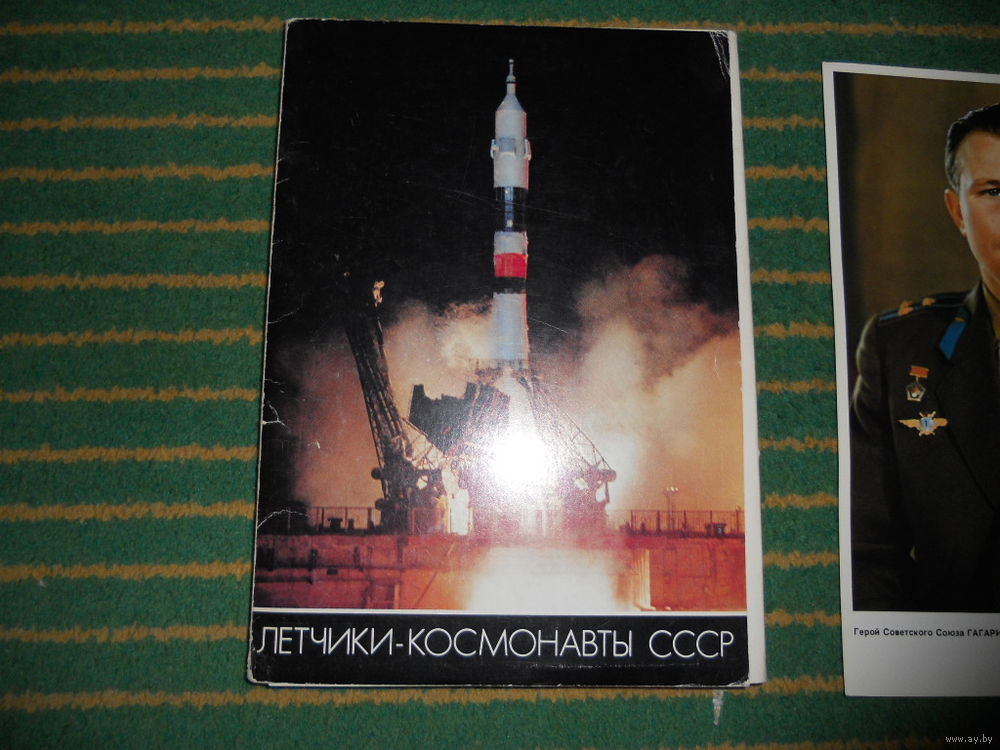 ЛЕТЧИКИ-КОСМОНАВТЫ СССР
Герой Советского Союза ГАГАРИ
www.ay.by